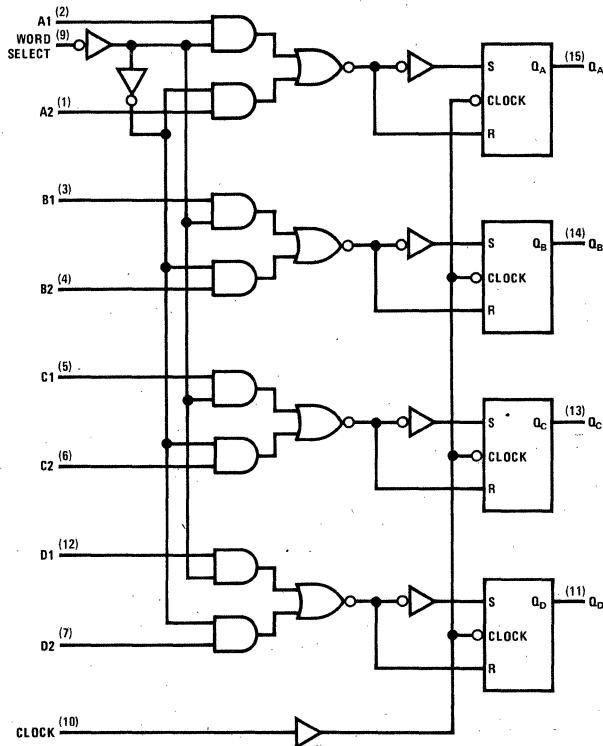 A1 (2)
WORD SELECT (9)
A2 (1)
S QA (15) QA
CLOCK
R
B1 (3)
B2 (4)
S QB (14) QB
CLOCK
R
C1 (5)
C2 (6)
S QC (13) QC
CLOCK
R
D1 (12)
D2 (7)
S QD (11) QD
CLOCK
R
CLOCK (10)